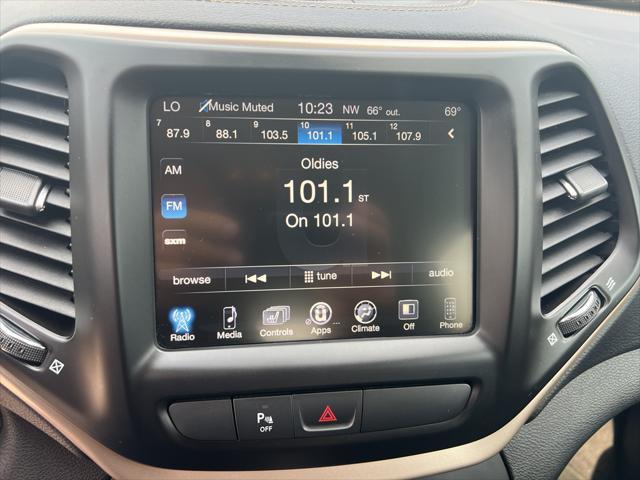 LO Music Muted 10:23 NW 66° out. 69°
7 87.9 8 88.1 9 103.5 10 101.1 11 105.1 12 107.9
Oldies
AM
101.1 ST
FM
On 101.1
sxm
browse tune audio
Radio Media Controls Apps Climate Off Phone
P OFF